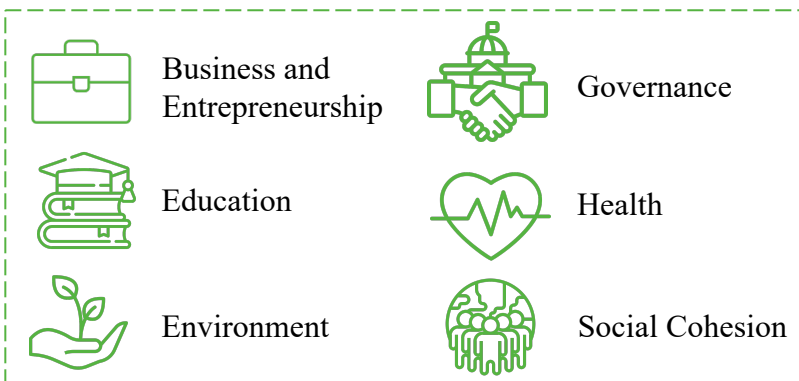 Business and
Entrepreneurship
Governance
Education
Health
Environment
Social Cohesion